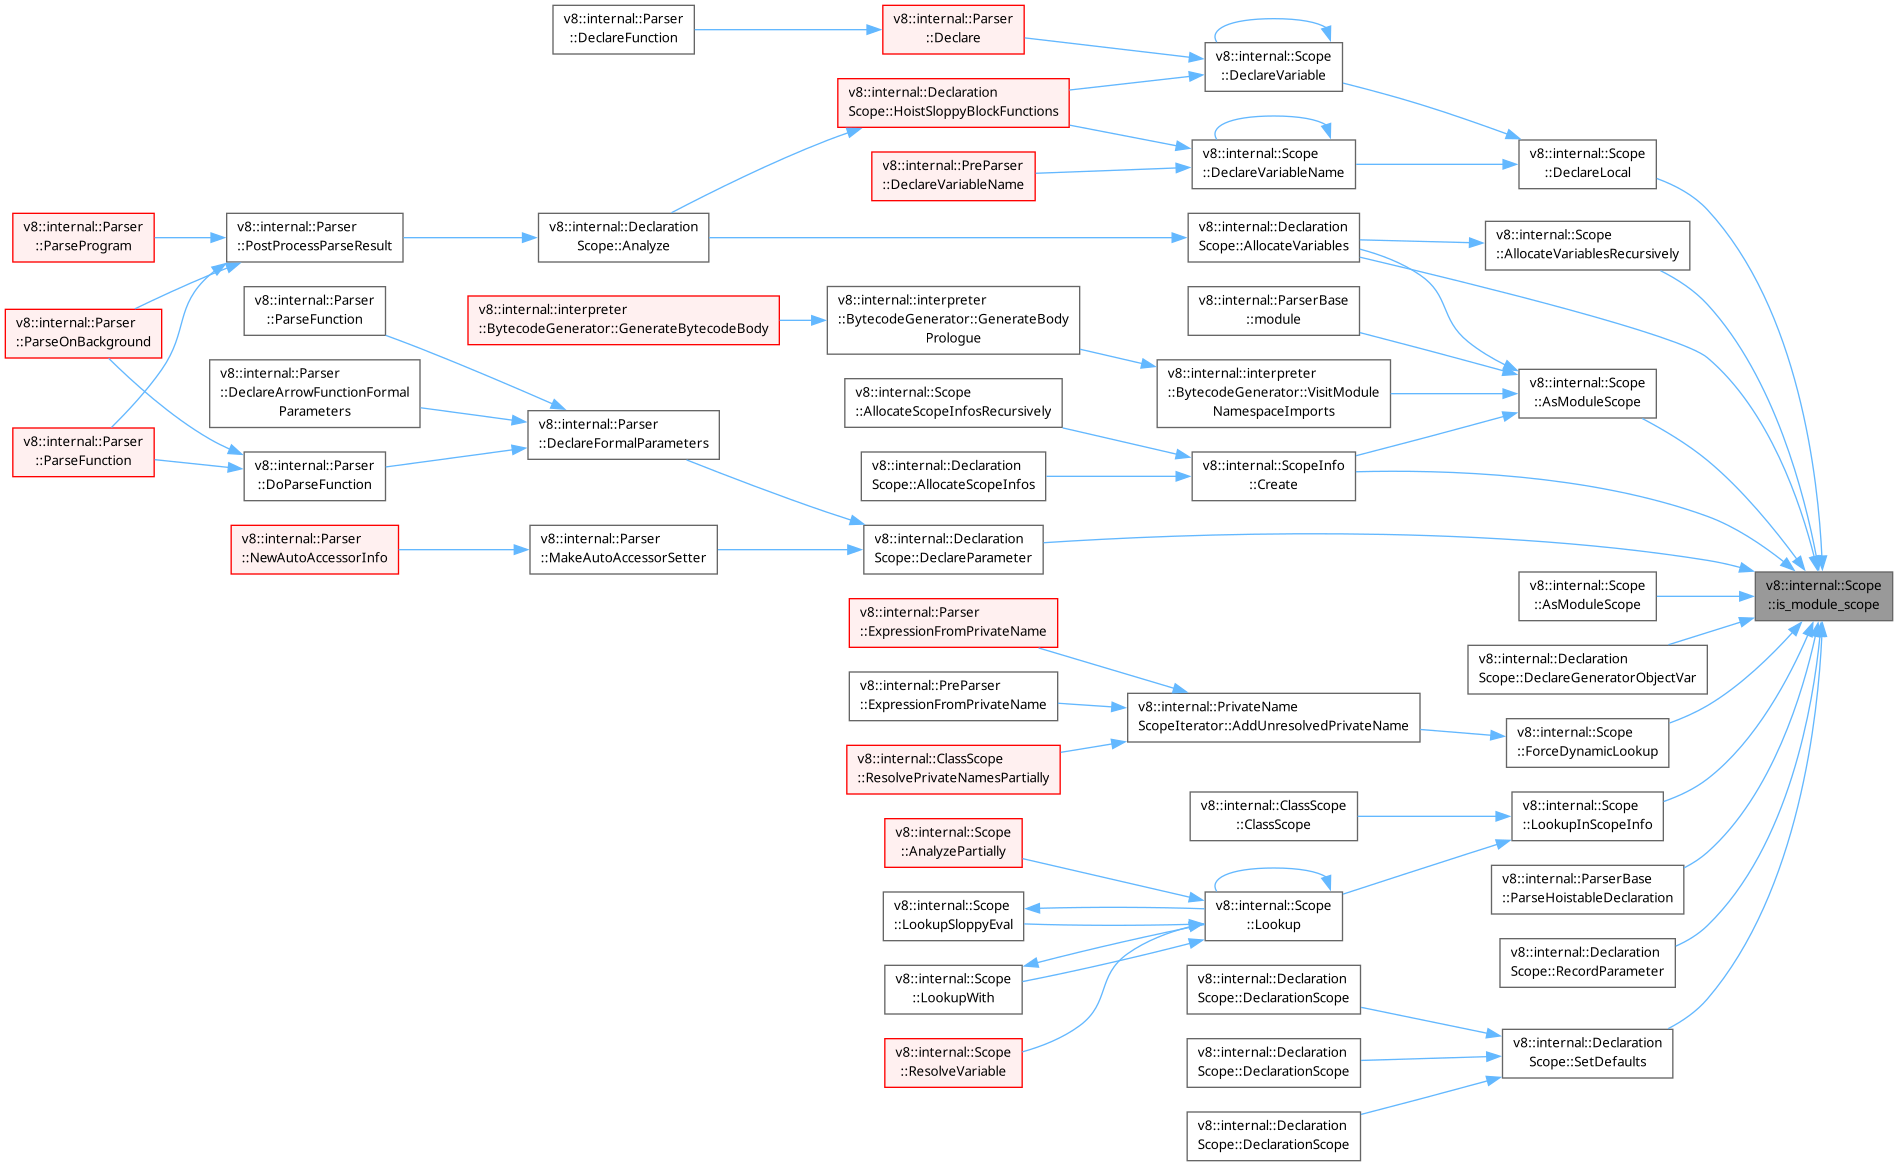 v8::internal::Parser
::DeclareFunction
v8::internal::Parser
::Declare
v8::internal::Scope
::DeclareVariable
v8::internal::Declaration
Scope::HoistSloppyBlockFunctions
v8::internal::Scope
::DeclareVariableName
v8::internal::Scope
::DeclareLocal
v8::internal::PreParser
::DeclareVariableName
v8::internal::Parser
::ParseProgram
v8::internal::Parser
::PostProcessParseResult
v8::internal::Declaration
Scope::Analyze
v8::internal::Declaration
Scope::AllocateVariables
v8::internal::Scope
::AllocateVariablesRecursively
v8::internal::Parser
::ParseOnBackground
v8::internal::Parser
::ParseFunction
v8::internal::interpreter
::BytecodeGenerator::GenerateBytecodeBody
v8::internal::interpreter
::BytecodeGenerator::GenerateBody
Prologue
v8::internal::ParserBase
::module
v8::internal::Parser
::DeclareArrowFunctionFormal
Parameters
v8::internal::Scope
::AllocateScopeInfosRecursively
v8::internal::interpreter
::BytecodeGenerator::VisitModule
NamespaceImports
v8::internal::Scope
::AsModuleScope
v8::internal::Parser
::ParseFunction
v8::internal::Parser
::DoParseFunction
v8::internal::Parser
::DeclareFormalParameters
v8::internal::Declaration
Scope::AllocateScopeInfos
v8::internal::ScopeInfo
::Create
v8::internal::Parser
::NewAutoAccessorInfo
v8::internal::Parser
::MakeAutoAccessorSetter
v8::internal::Declaration
Scope::DeclareParameter
v8::internal::Scope
::AsModuleScope
v8::internal::Scope
::is_module_scope
v8::internal::Parser
::ExpressionFromPrivateName
v8::internal::Declaration
Scope::DeclareGeneratorObjectVar
v8::internal::PreParser
::ExpressionFromPrivateName
v8::internal::PrivateName
ScopeIterator::AddUnresolvedPrivateName
v8::internal::Scope
::ForceDynamicLookup
v8::internal::ClassScope
::ResolvePrivateNamesPartially
v8::internal::ClassScope
::ClassScope
v8::internal::Scope
::LookupInScopeInfo
v8::internal::Scope
::AnalyzePartially
v8::internal::Scope
::LookupSloppyEval
v8::internal::Scope
::Lookup
v8::internal::ParserBase
::ParseHoistableDeclaration
v8::internal::Scope
::LookupWith
v8::internal::Declaration
Scope::DeclarationScope
v8::internal::Declaration
Scope::RecordParameter
v8::internal::Scope
::ResolveVariable
v8::internal::Declaration
Scope::DeclarationScope
v8::internal::Declaration
Scope::SetDefaults
v8::internal::Declaration
Scope::DeclarationScope